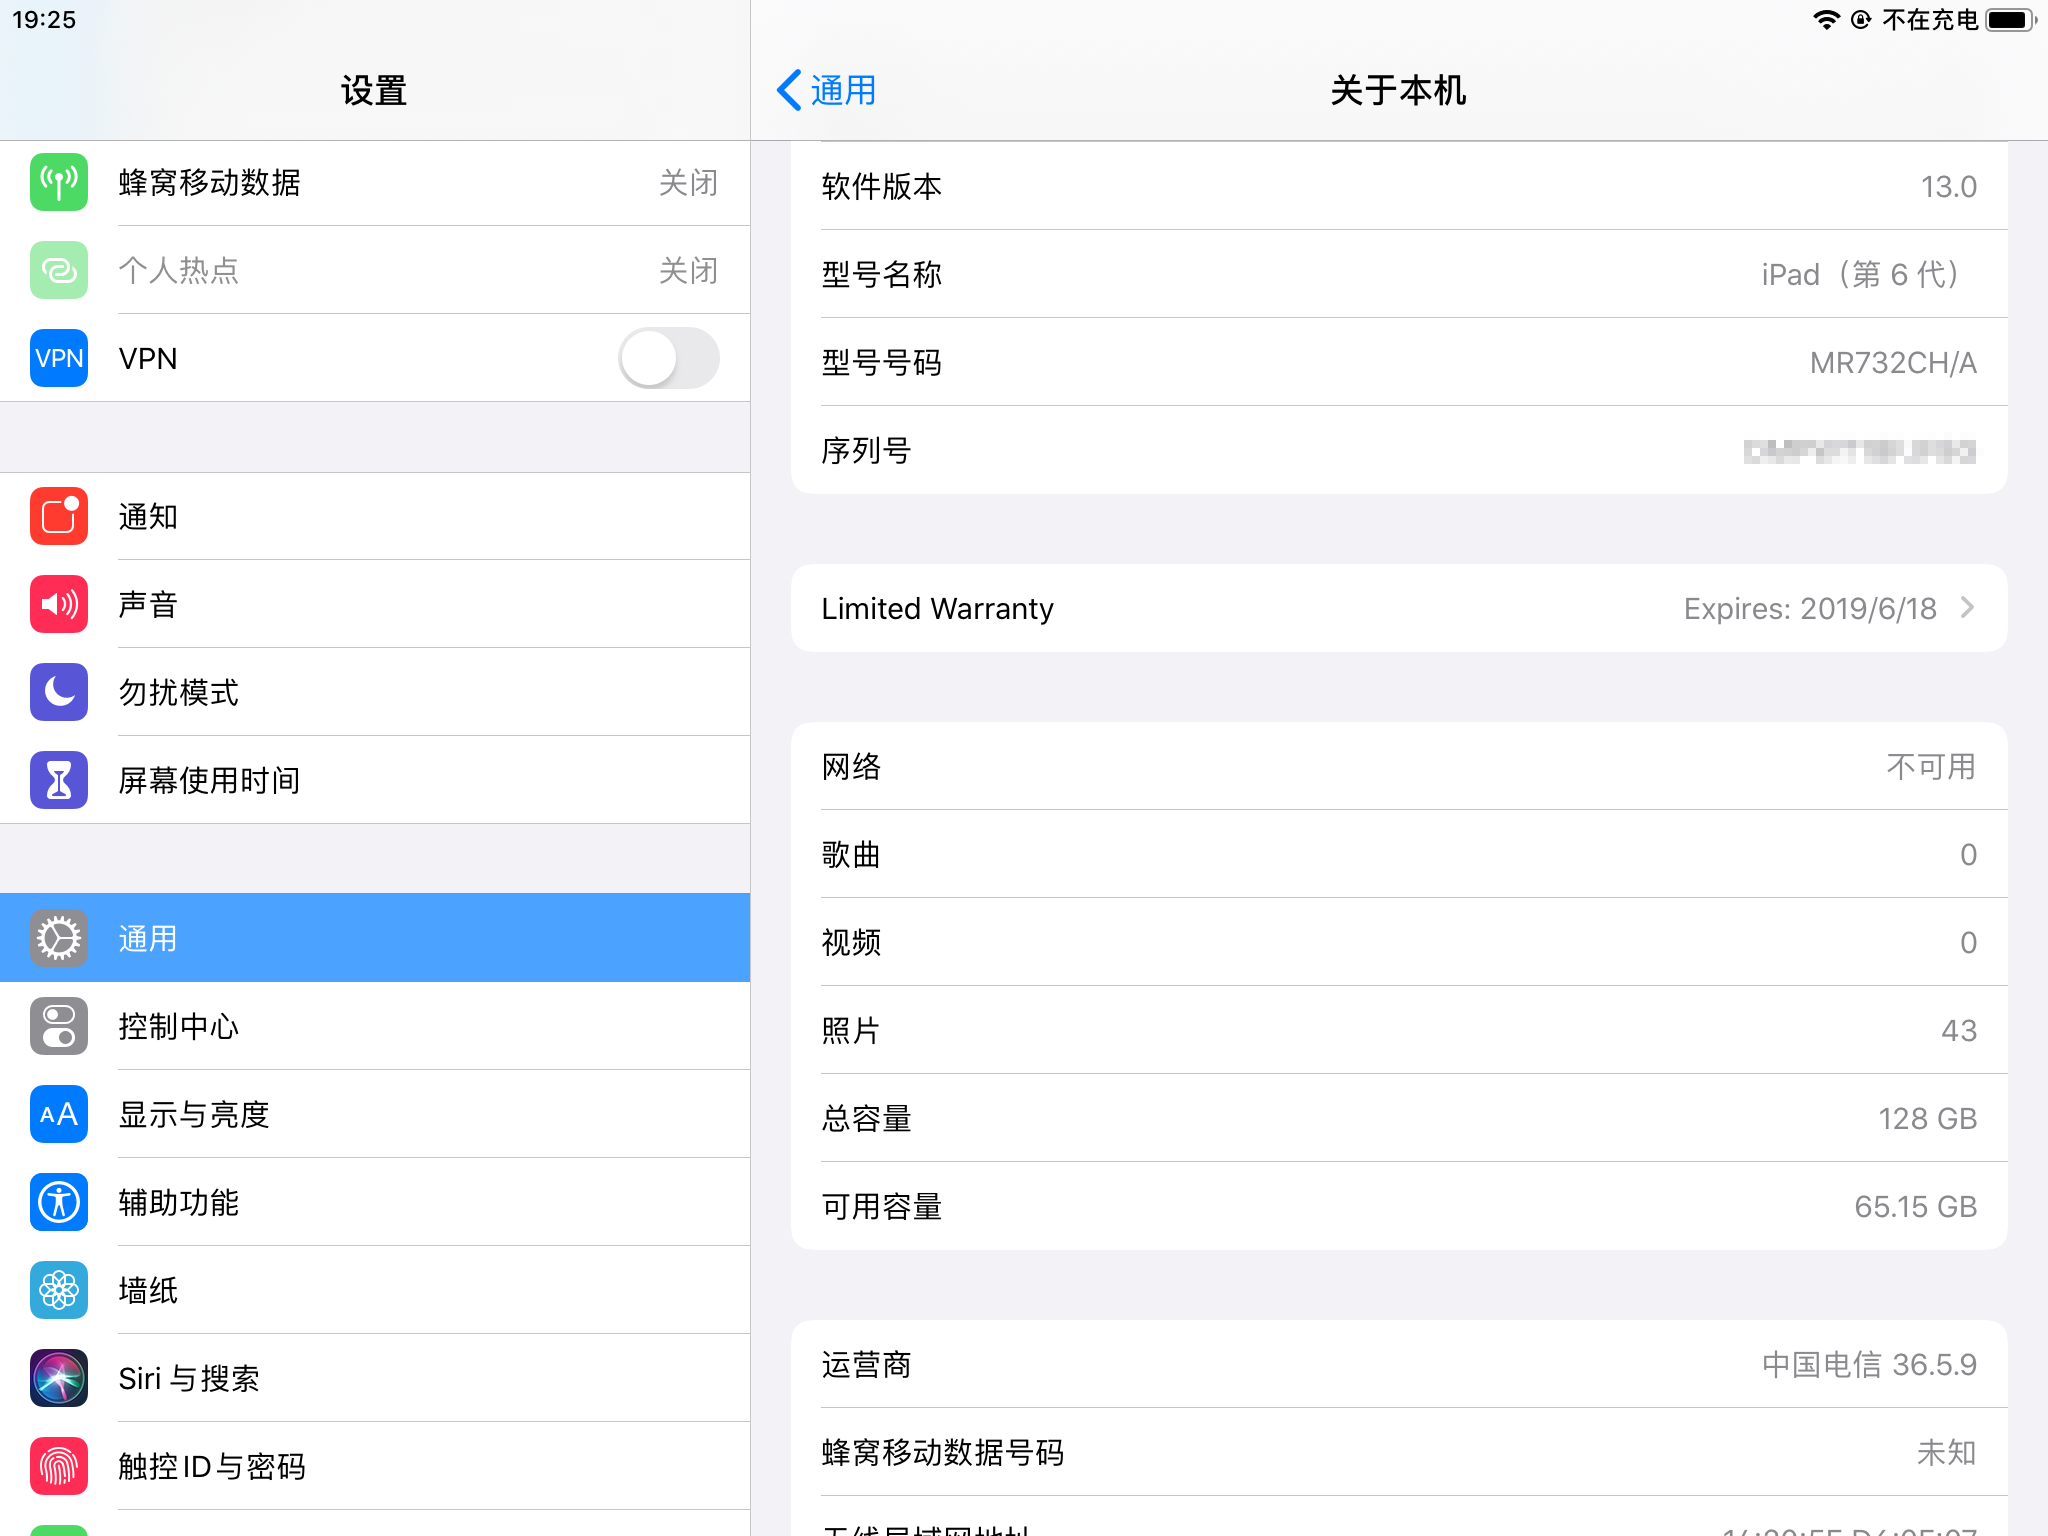 19:25
不在充电
设置
蜂窝移动数据 关闭
个人热点 关闭
VPN VPN
通知
声音
勿扰模式
屏幕使用时间
通用
控制中心
AA 显示与亮度
辅助功能
墙纸
Siri 与搜索
触控 ID 与密码
通用
关于本机
软件版本 13.0
型号名称 iPad（第 6 代）
型号号码 MR732CH/A
序列号
Limited Warranty Expires: 2019/6/18
网络 不可用
歌曲 0
视频 0
照片 43
总容量 128 GB
可用容量 65.15 GB
运营商 中国电信 36.5.9
蜂窝移动数据号码 未知
无线局域网地址